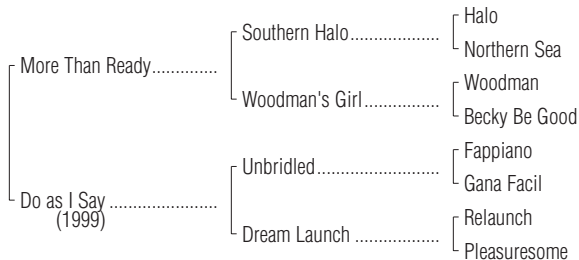 Halo
Southern Halo..................
Northern Sea
More Than Ready.............
Woodman
Woodman's Girl...............
Becky Be Good
Fappiano
Unbridled........................
Gana Facil
Do as I Say .....................
(1999)
Relaunch
Dream Launch .................
Pleasuresome